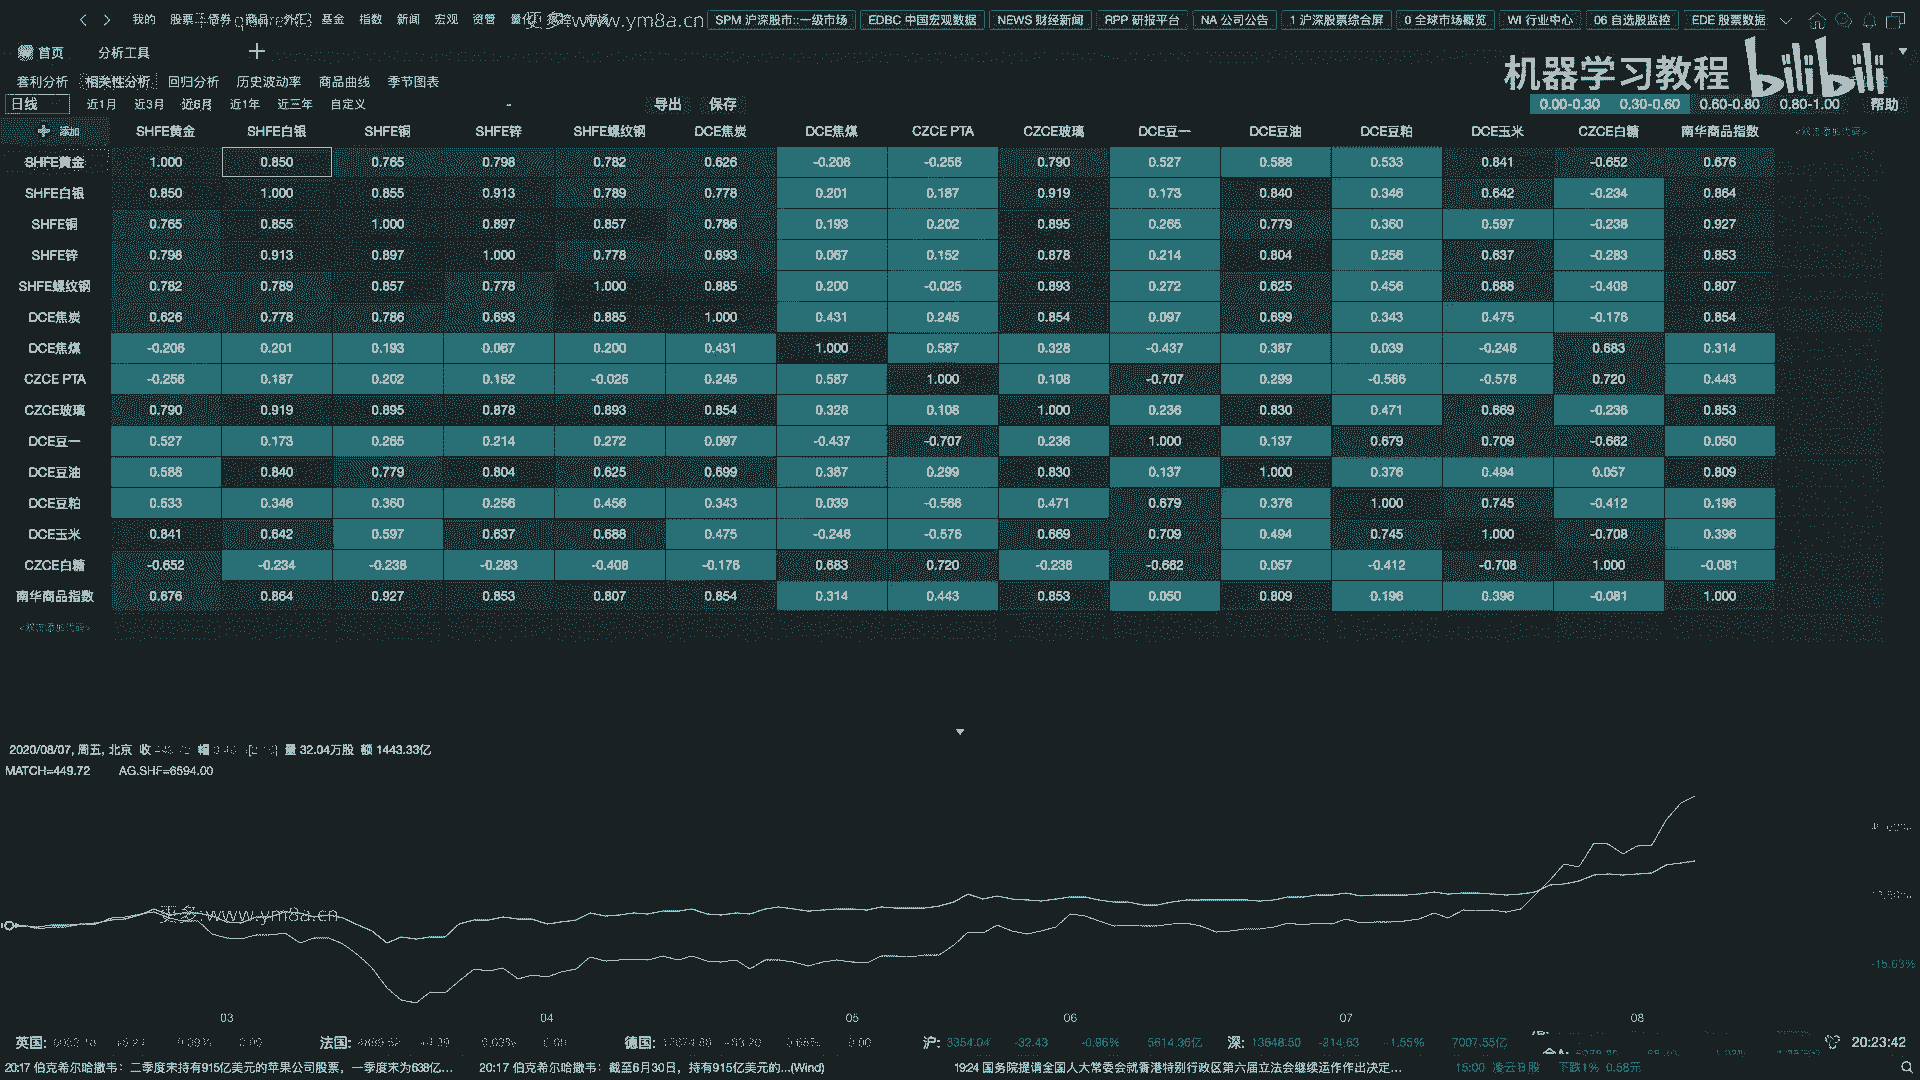 我的 股票 债券 商品 外汇 基金 指数 新闻 宏观 资管 量化 www.ym8a.cn SPM 沪深股市::一级市场 EDBC 中国宏观数据 NEWS 财经新闻 RPP 研报平台 NA 公司公告 1 沪深股票综合屏 0 全球市场概览 WI 行业中心 06 自选股监控 EDE 股票数据
首页 分析工具
机器学习教程 bilibili
套利分析 相关性分析 回归分析 历史波动率 商品曲线 季节图表
日线 近1月 近3月 近6月 近1年 近三年 自定义 - 导出 保存 0.00-0.30 0.30-0.60 0.60-0.80 0.80-1.00 帮助
添加 SHFE黄金 SHFE白银 SHFE铜 SHFE锌 SHFE螺纹钢 DCE焦炭 DCE焦煤 CZCE PTA CZCE玻璃 DCE豆一 DCE豆油 DCE豆粕 DCE玉米 CZCE白糖 南华商品指数 <双击添加代码>
SHFE黄金 1.000 0.850 0.765 0.798 0.782 0.626 -0.206 -0.256 0.790 0.527 0.588 0.533 0.841 -0.652 0.676
SHFE白银 0.850 1.000 0.855 0.913 0.789 0.778 0.201 0.187 0.919 0.173 0.840 0.346 0.642 -0.234 0.864
SHFE铜 0.765 0.855 1.000 0.897 0.857 0.786 0.193 0.202 0.895 0.265 0.779 0.360 0.597 -0.238 0.927
SHFE锌 0.798 0.913 0.897 1.000 0.778 0.693 0.067 0.152 0.878 0.214 0.804 0.256 0.637 -0.283 0.853
SHFE螺纹钢 0.782 0.789 0.857 0.778 1.000 0.885 0.200 -0.025 0.893 0.272 0.625 0.456 0.688 -0.408 0.807
DCE焦炭 0.626 0.778 0.786 0.693 0.885 1.000 0.431 0.245 0.854 0.097 0.699 0.343 0.475 -0.176 0.854
DCE焦煤 -0.206 0.201 0.193 0.067 0.200 0.431 1.000 0.587 0.328 -0.437 0.387 0.039 -0.246 0.683 0.314
CZCE PTA -0.256 0.187 0.202 0.152 -0.025 0.245 0.587 1.000 0.108 -0.707 0.299 -0.566 -0.576 0.720 0.443
CZCE玻璃 0.790 0.919 0.895 0.878 0.893 0.854 0.328 0.108 1.000 0.236 0.830 0.471 0.669 -0.236 0.853
DCE豆一 0.527 0.173 0.265 0.214 0.272 0.097 -0.437 -0.707 0.236 1.000 0.137 0.679 0.709 -0.662 0.050
DCE豆油 0.588 0.840 0.779 0.804 0.625 0.699 0.387 0.299 0.830 0.137 1.000 0.376 0.494 0.057 0.809
DCE豆粕 0.533 0.346 0.360 0.256 0.456 0.343 0.039 -0.566 0.471 0.679 0.376 1.000 0.745 -0.412 0.196
DCE玉米 0.841 0.642 0.597 0.637 0.688 0.475 -0.246 -0.576 0.669 0.709 0.494 0.745 1.000 -0.708 0.396
CZCE白糖 -0.652 -0.234 -0.238 -0.283 -0.408 -0.176 0.683 0.720 -0.236 -0.662 0.057 -0.412 -0.708 1.000 -0.081
南华商品指数 0.676 0.864 0.927 0.853 0.807 0.854 0.314 0.443 0.853 0.050 0.809 0.196 0.396 -0.081 1.000
<双击添加代码>
2020/08/07, 周五, 北京 收 幅 量 32.04万股 额 1443.33亿
MATCH=449.72 AG.SHF=6594.00
更多: www.ym8a.cn
-15.63%
03 04 05 06 07 08
英国: 法国: 德国: 沪: 3354.04 -32.43 -0.96% 5614.36亿 深: 13648.50 -214.63 -1.55% 7007.55亿 20:23:42
20:17 伯克希尔哈撒韦：二季度末持有915亿美元的苹果公司股票，一季度末为638亿... 20:17 伯克希尔哈撒韦：截至6月30日，持有915亿美元的...(Wind) 19:24 国务院提请全国人大常委会就香港特别行政区第六届立法会继续运作作出决定... 15:00 凌云B股 下跌1% 0.58元